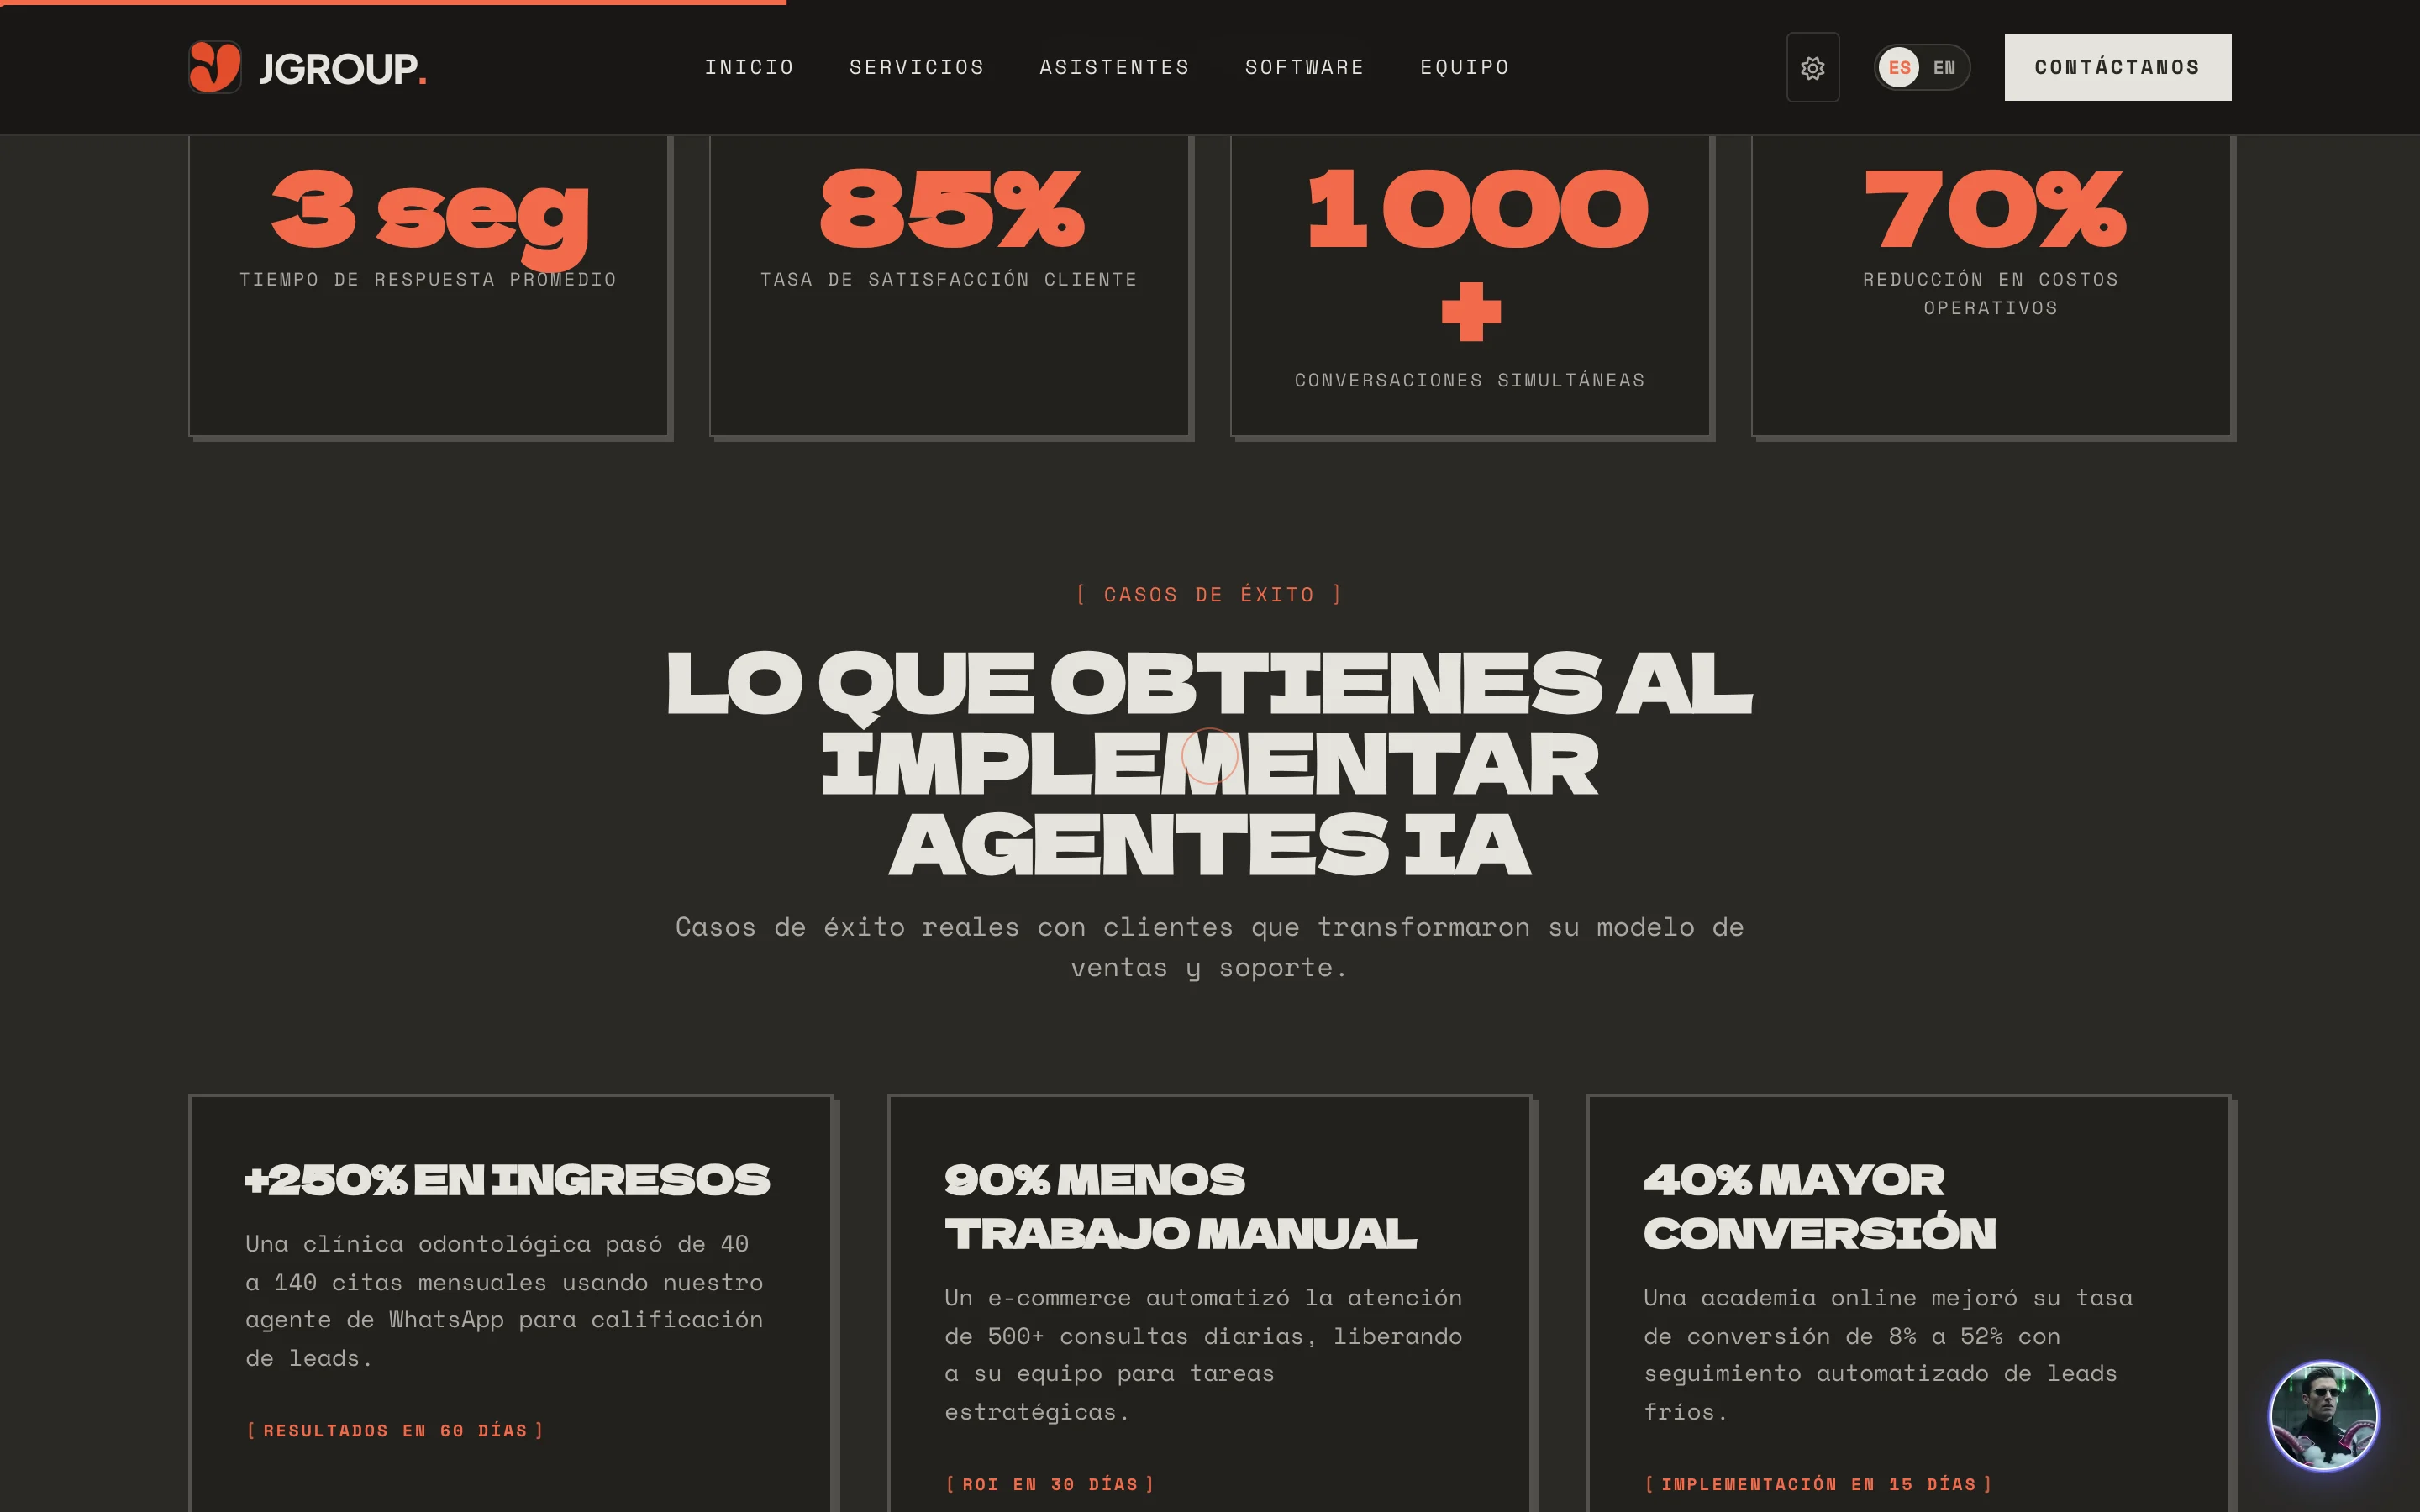 JGROUP.
INICIO
SERVICIOS
ASISTENTES
SOFTWARE
EQUIPO
ES
EN
CONTÁCTANOS
3 seg
TIEMPO DE RESPUESTA PROMEDIO
85%
TASA DE SATISFACCIÓN CLIENTE
1000
+
CONVERSACIONES SIMULTÁNEAS
70%
REDUCCIÓN EN COSTOS
OPERATIVOS
[ CASOS DE ÉXITO ]
LO QUE OBTIENES AL
IMPLEMENTAR
AGENTES IA
Casos de éxito reales con clientes que transformaron su modelo de
ventas y soporte.
+250% EN INGRESOS
Una clínica odontológica pasó de 40
a 140 citas mensuales usando nuestro
agente de WhatsApp para calificación
de leads.
[ RESULTADOS EN 60 DÍAS ]
90% MENOS
TRABAJO MANUAL
Un e-commerce automatizó la atención
de 500+ consultas diarias, liberando
a su equipo para tareas
estratégicas.
[ ROI EN 30 DÍAS ]
40% MAYOR
CONVERSIÓN
Una academia online mejoró su tasa
de conversión de 8% a 52% con
seguimiento automatizado de leads
fríos.
[ IMPLEMENTACIÓN EN 15 DÍAS ]